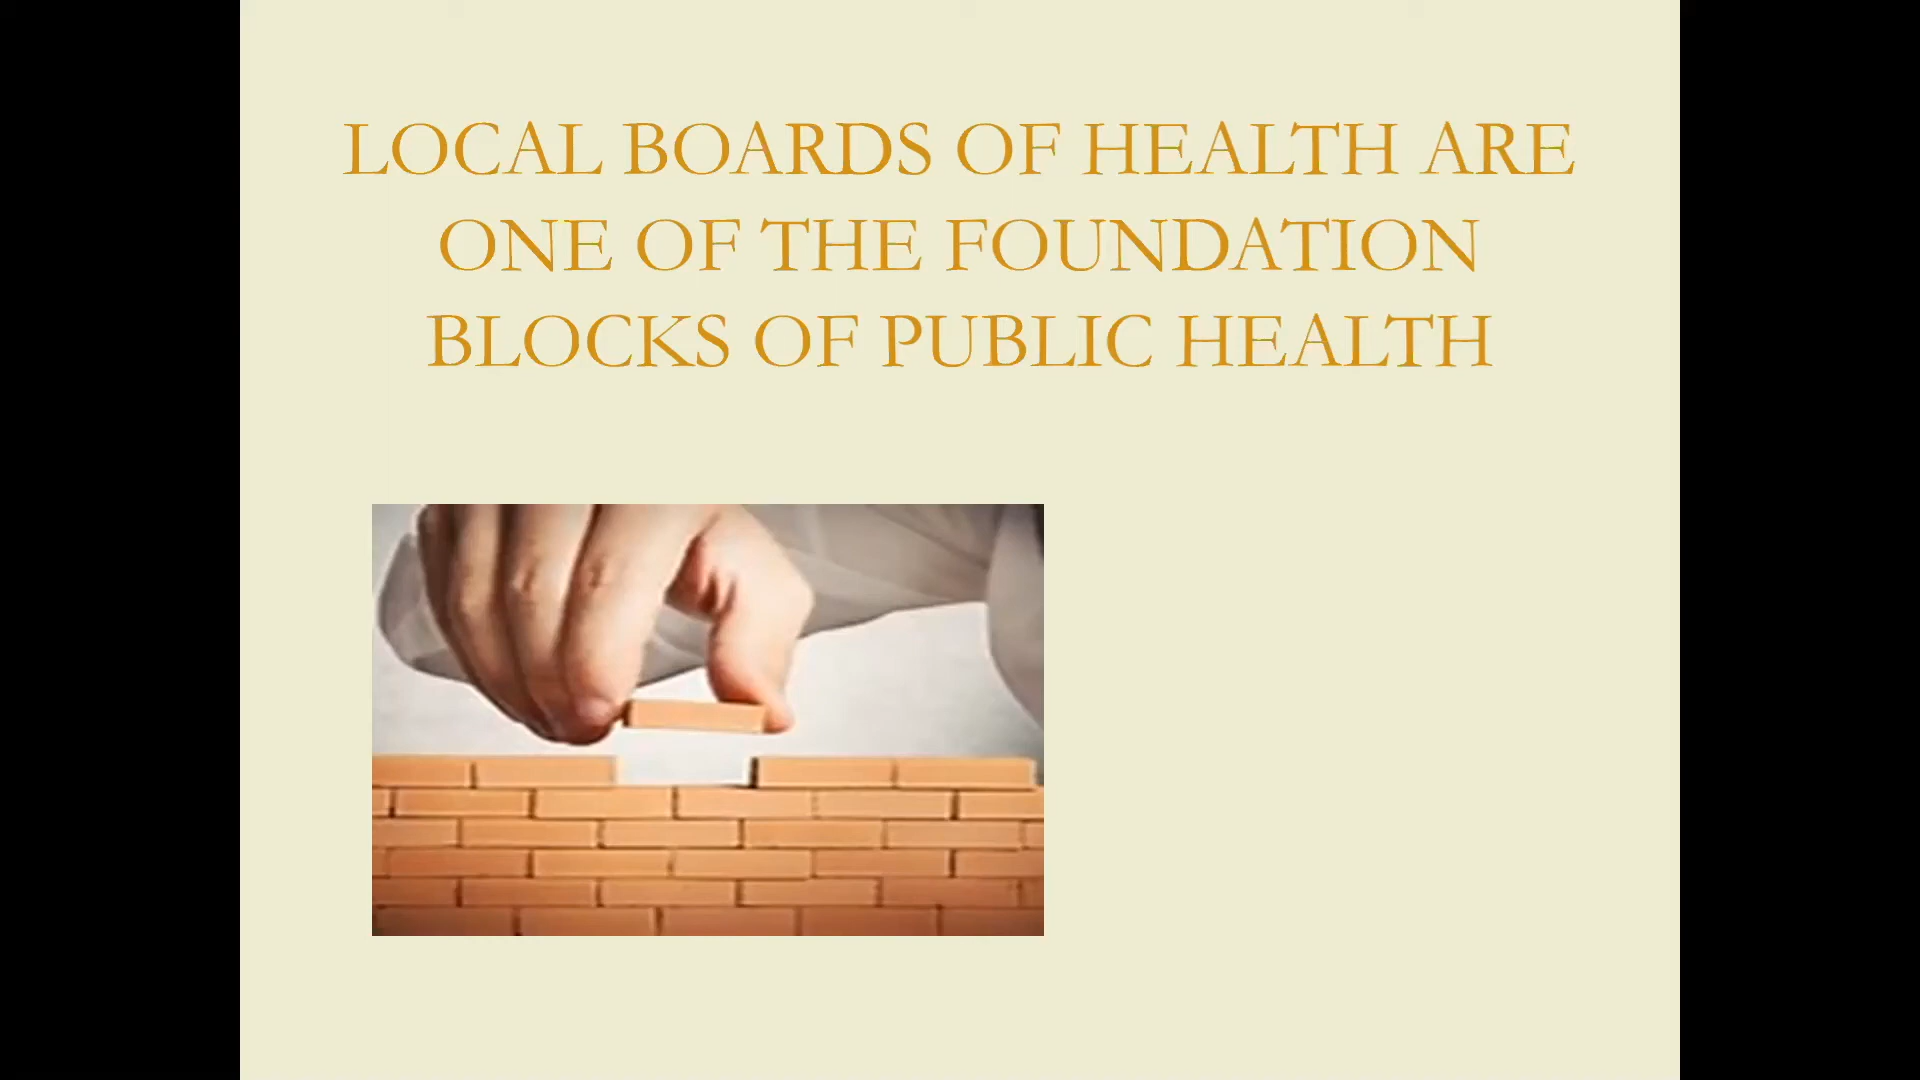 LOCAL BOARDS OF HEALTH ARE
ONE OF THE FOUNDATION
BLOCKS OF PUBLIC HEALTH